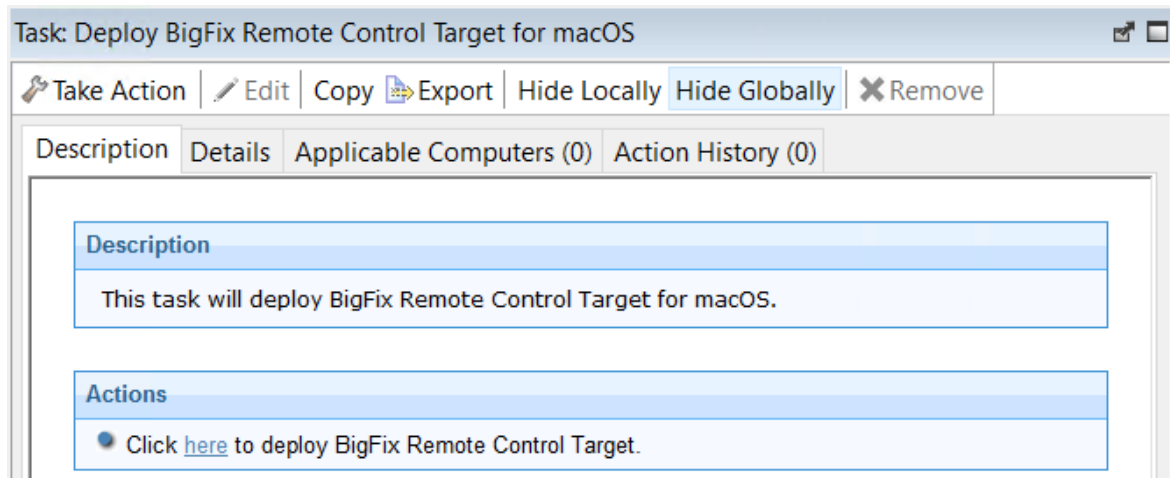 Task: Deploy BigFix Remote Control Target for macOS
Take Action Edit Copy Export Hide Locally Hide Globally Remove
Description Details Applicable Computers (0) Action History (0)
Description
This task will deploy BigFix Remote Control Target for macOS.
Actions
Click here to deploy BigFix Remote Control Target.